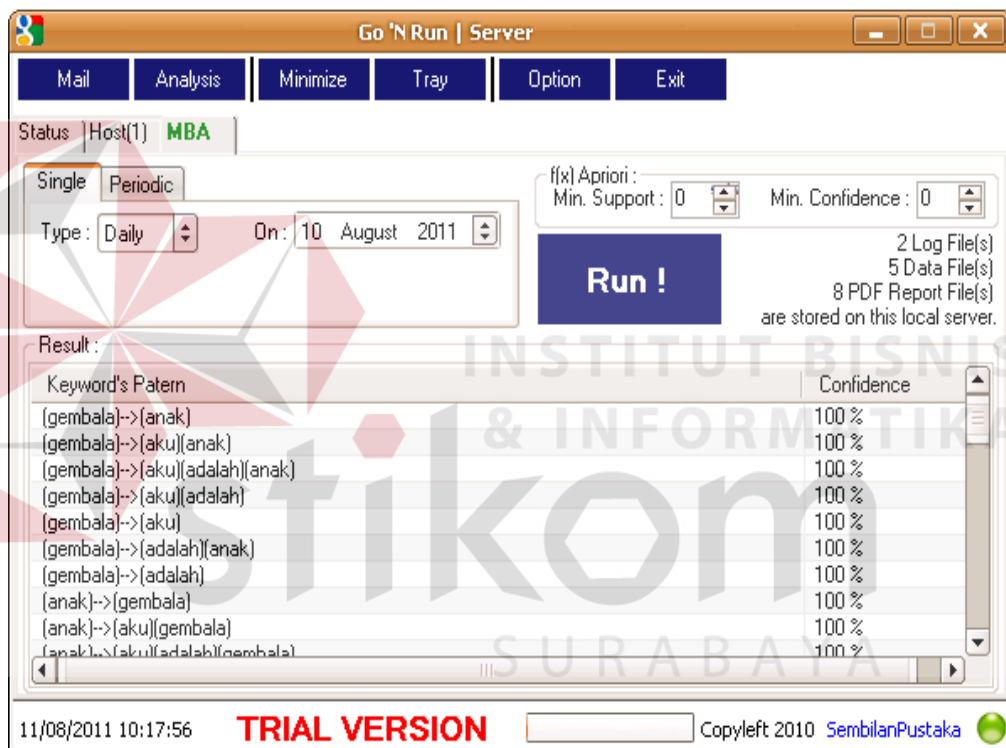 Go 'N Run | Server
Mail Analysis Minimize Tray Option Exit
Status Host(1) MBA
Single Periodic
Type : Daily On : 10 August 2011
f(x) Apriori :
Min. Support : 0 Min. Confidence : 0
Run !
2 Log File(s)
5 Data File(s)
8 PDF Report File(s)
are stored on this local server.
Result :
Keyword's Patern Confidence
(gembala)-->(anak) 100 %
(gembala)-->(aku)(anak) 100 %
(gembala)-->(aku)(adalah)(anak) 100 %
(gembala)-->(aku)(adalah) 100 %
(gembala)-->(aku) 100 %
(gembala)-->(adalah)(anak) 100 %
(gembala)-->(adalah) 100 %
(anak)-->(gembala) 100 %
(anak)-->(aku)(gembala) 100 %
(anak)-->(aku)(adalah)(gembala) 100 %
INSTITUT BISNIS
& INFORMATIKA
stikom
SURABAYA
11/08/2011 10:17:56 TRIAL VERSION Copyleft 2010 SembilanPustaka